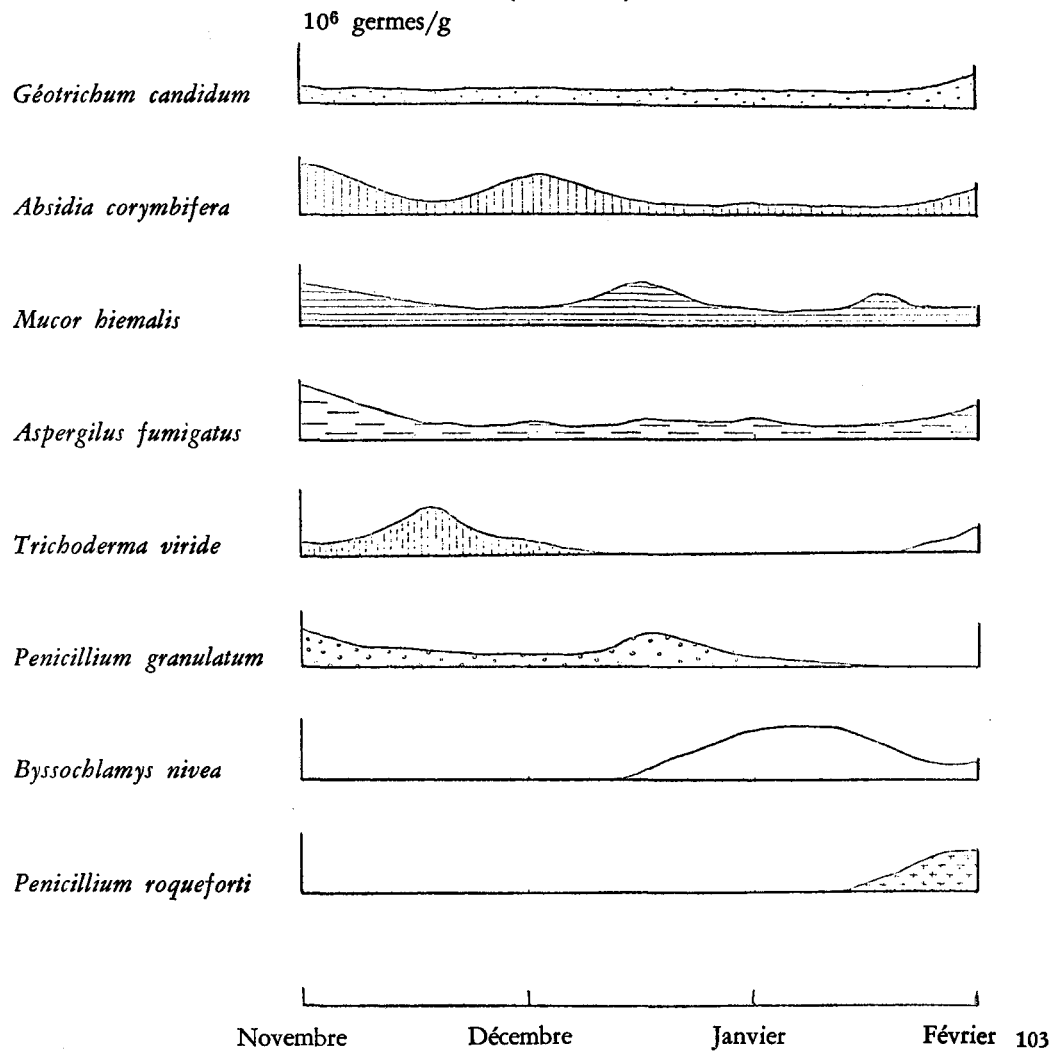 10⁶ germes/g
Géotrichum candidum
Absidia corymbifera
Mucor hiemalis
Aspergilus fumigatus
Trichoderma viride
Penicillium granulatum
Byssochlamys nivea
Penicillium roqueforti
Novembre Décembre Janvier Février 103